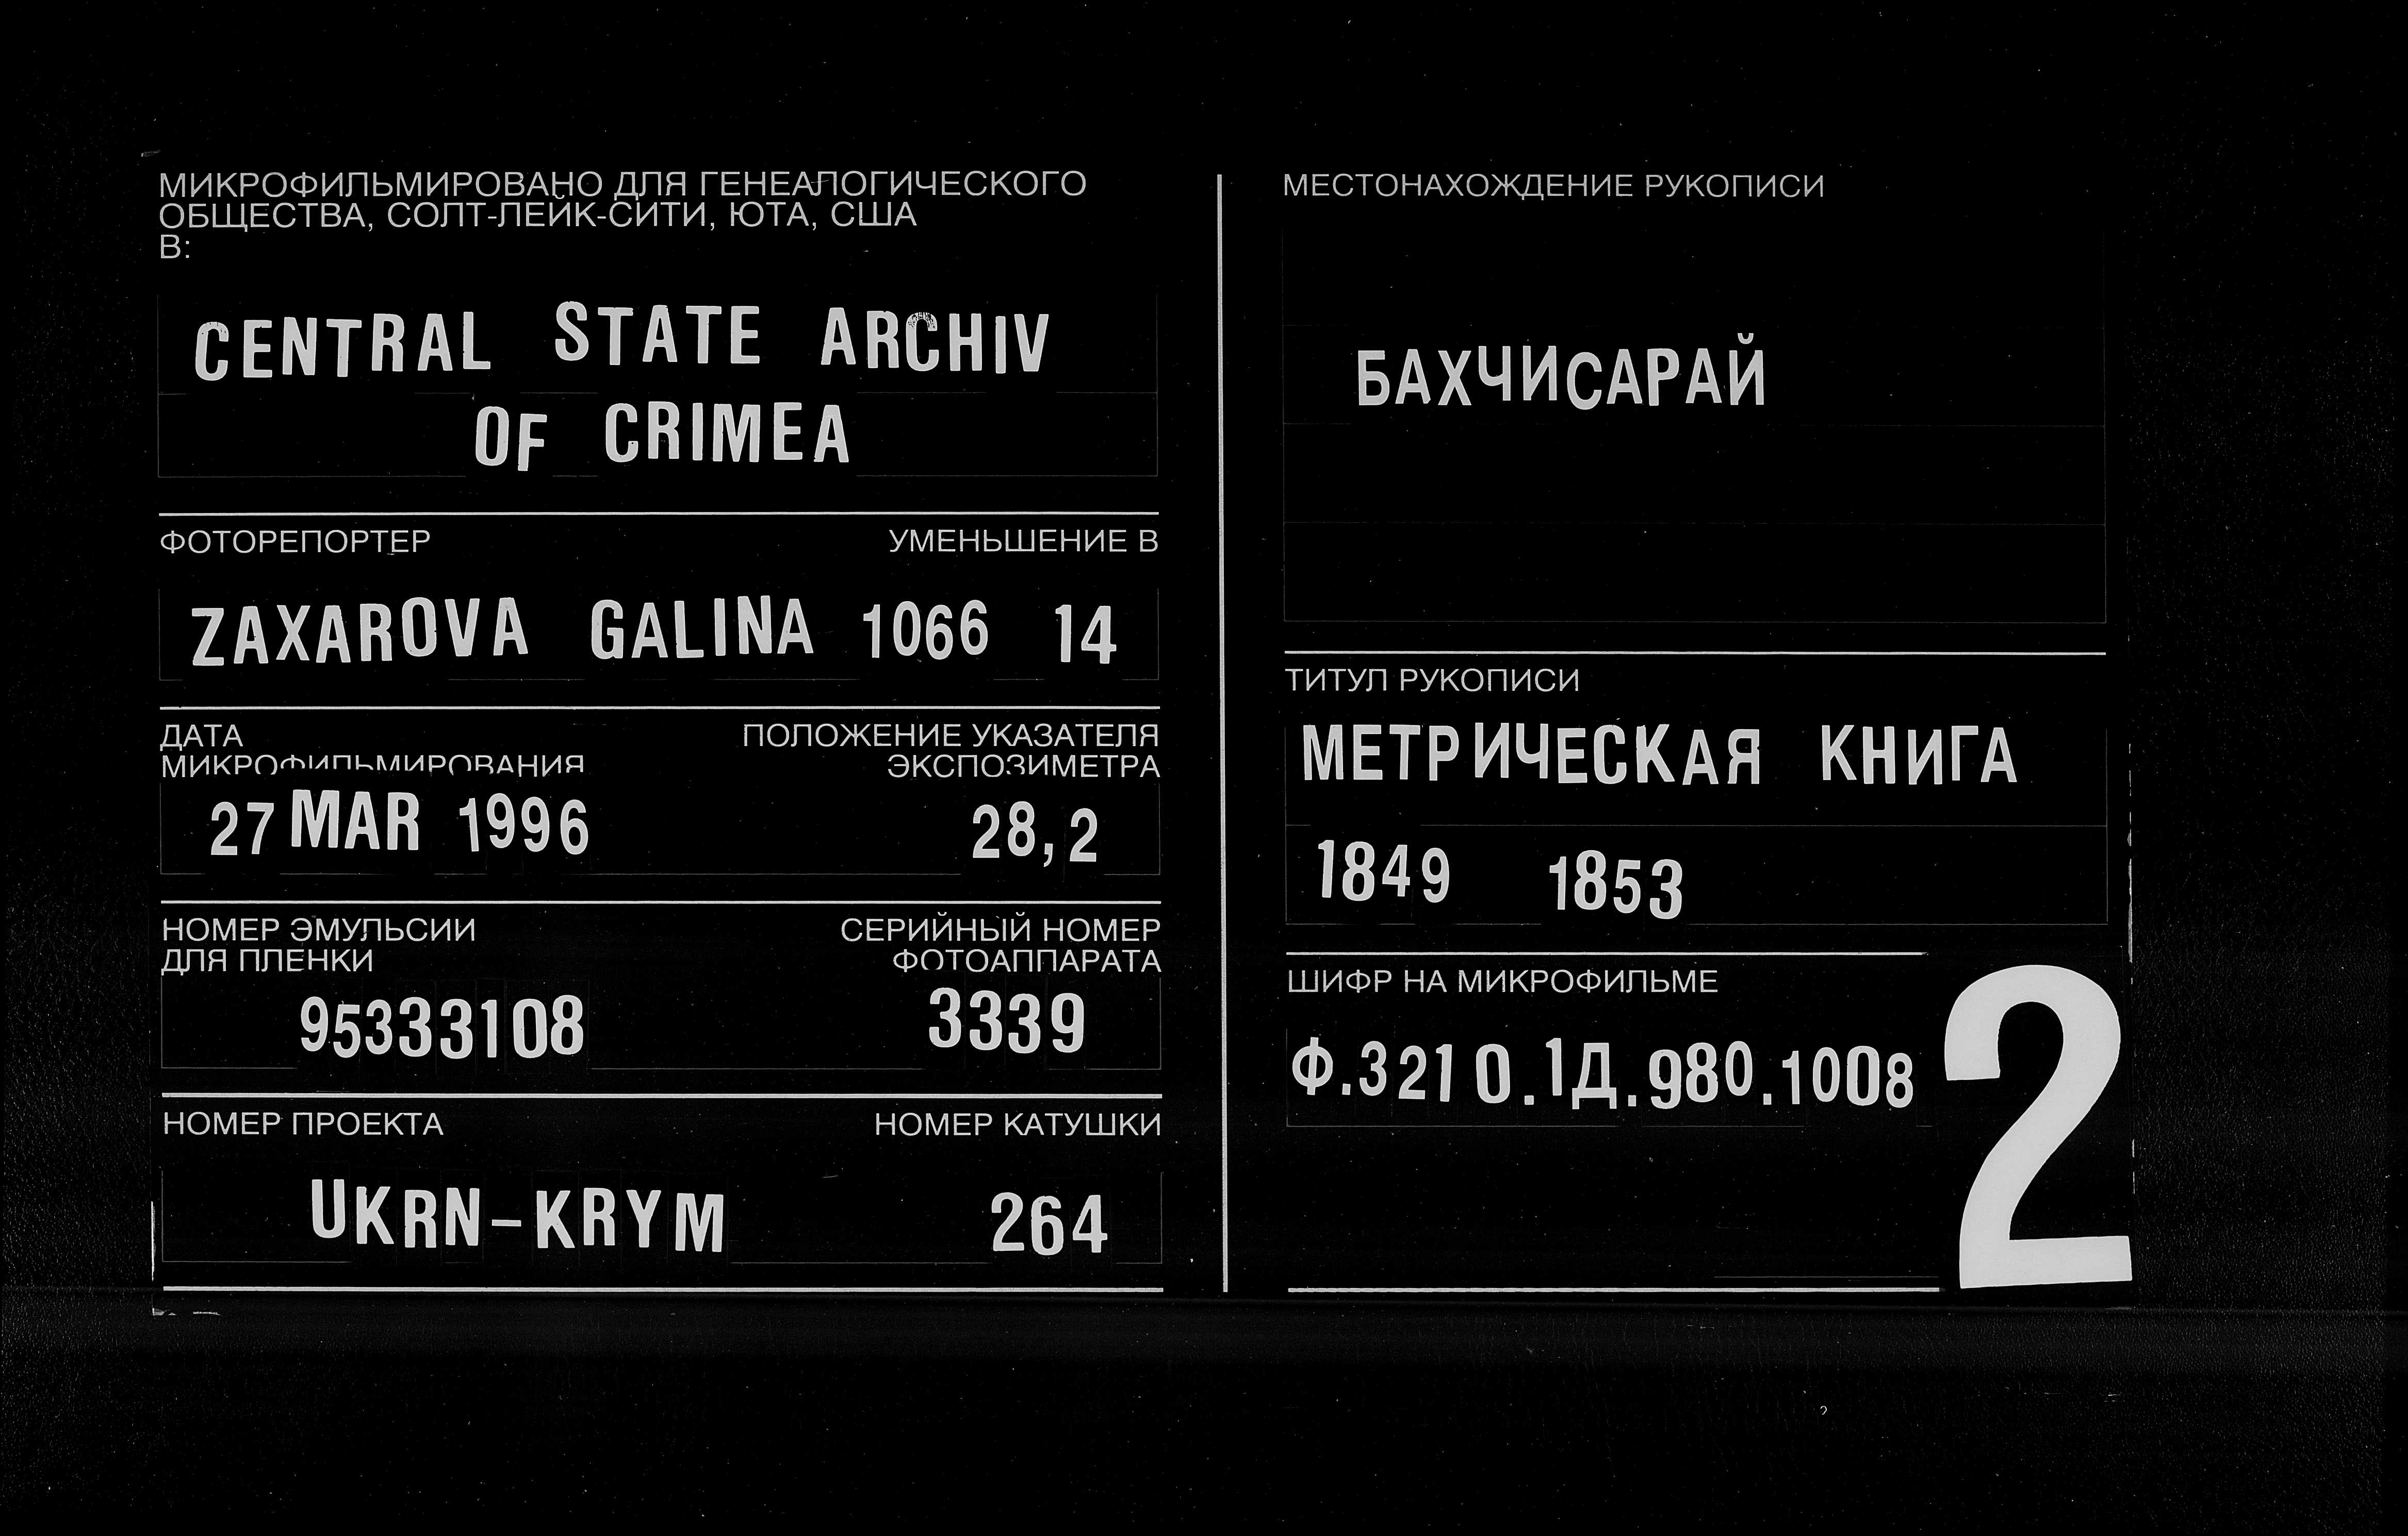 МИКРОФИЛЬМИРОВАНО ДЛЯ ГЕНЕАЛОГИЧЕСКОГО
ОБЩЕСТВА, СОЛТ-ЛЕЙК-СИТИ, ЮТА, США
В:
CENTRAL STATE ARCHIV
OF CRIMEA
ФОТОРЕПОРТЕР УМЕНЬШЕНИЕ В
ZAXAROVA GALINA 1066 14
ДАТА ПОЛОЖЕНИЕ УКАЗАТЕЛЯ
МИКРОФИЛЬМИРОВАНИЯ ЭКСПОЗИМЕТРА
27 MAR 1996 28,2
НОМЕР ЭМУЛЬСИИ СЕРИЙНЫЙ НОМЕР
ДЛЯ ПЛЕНКИ ФОТОАППАРАТА
95333108 3339
НОМЕР ПРОЕКТА НОМЕР КАТУШКИ
UKRN-KRYM 264
МЕСТОНАХОЖДЕНИЕ РУКОПИСИ
БАХЧИСАРАЙ
ТИТУЛ РУКОПИСИ
МЕТРИЧЕСКАЯ КНИГА
1849 1853
ШИФР НА МИКРОФИЛЬМЕ
Ф.321 О.1Д.980.1008
2